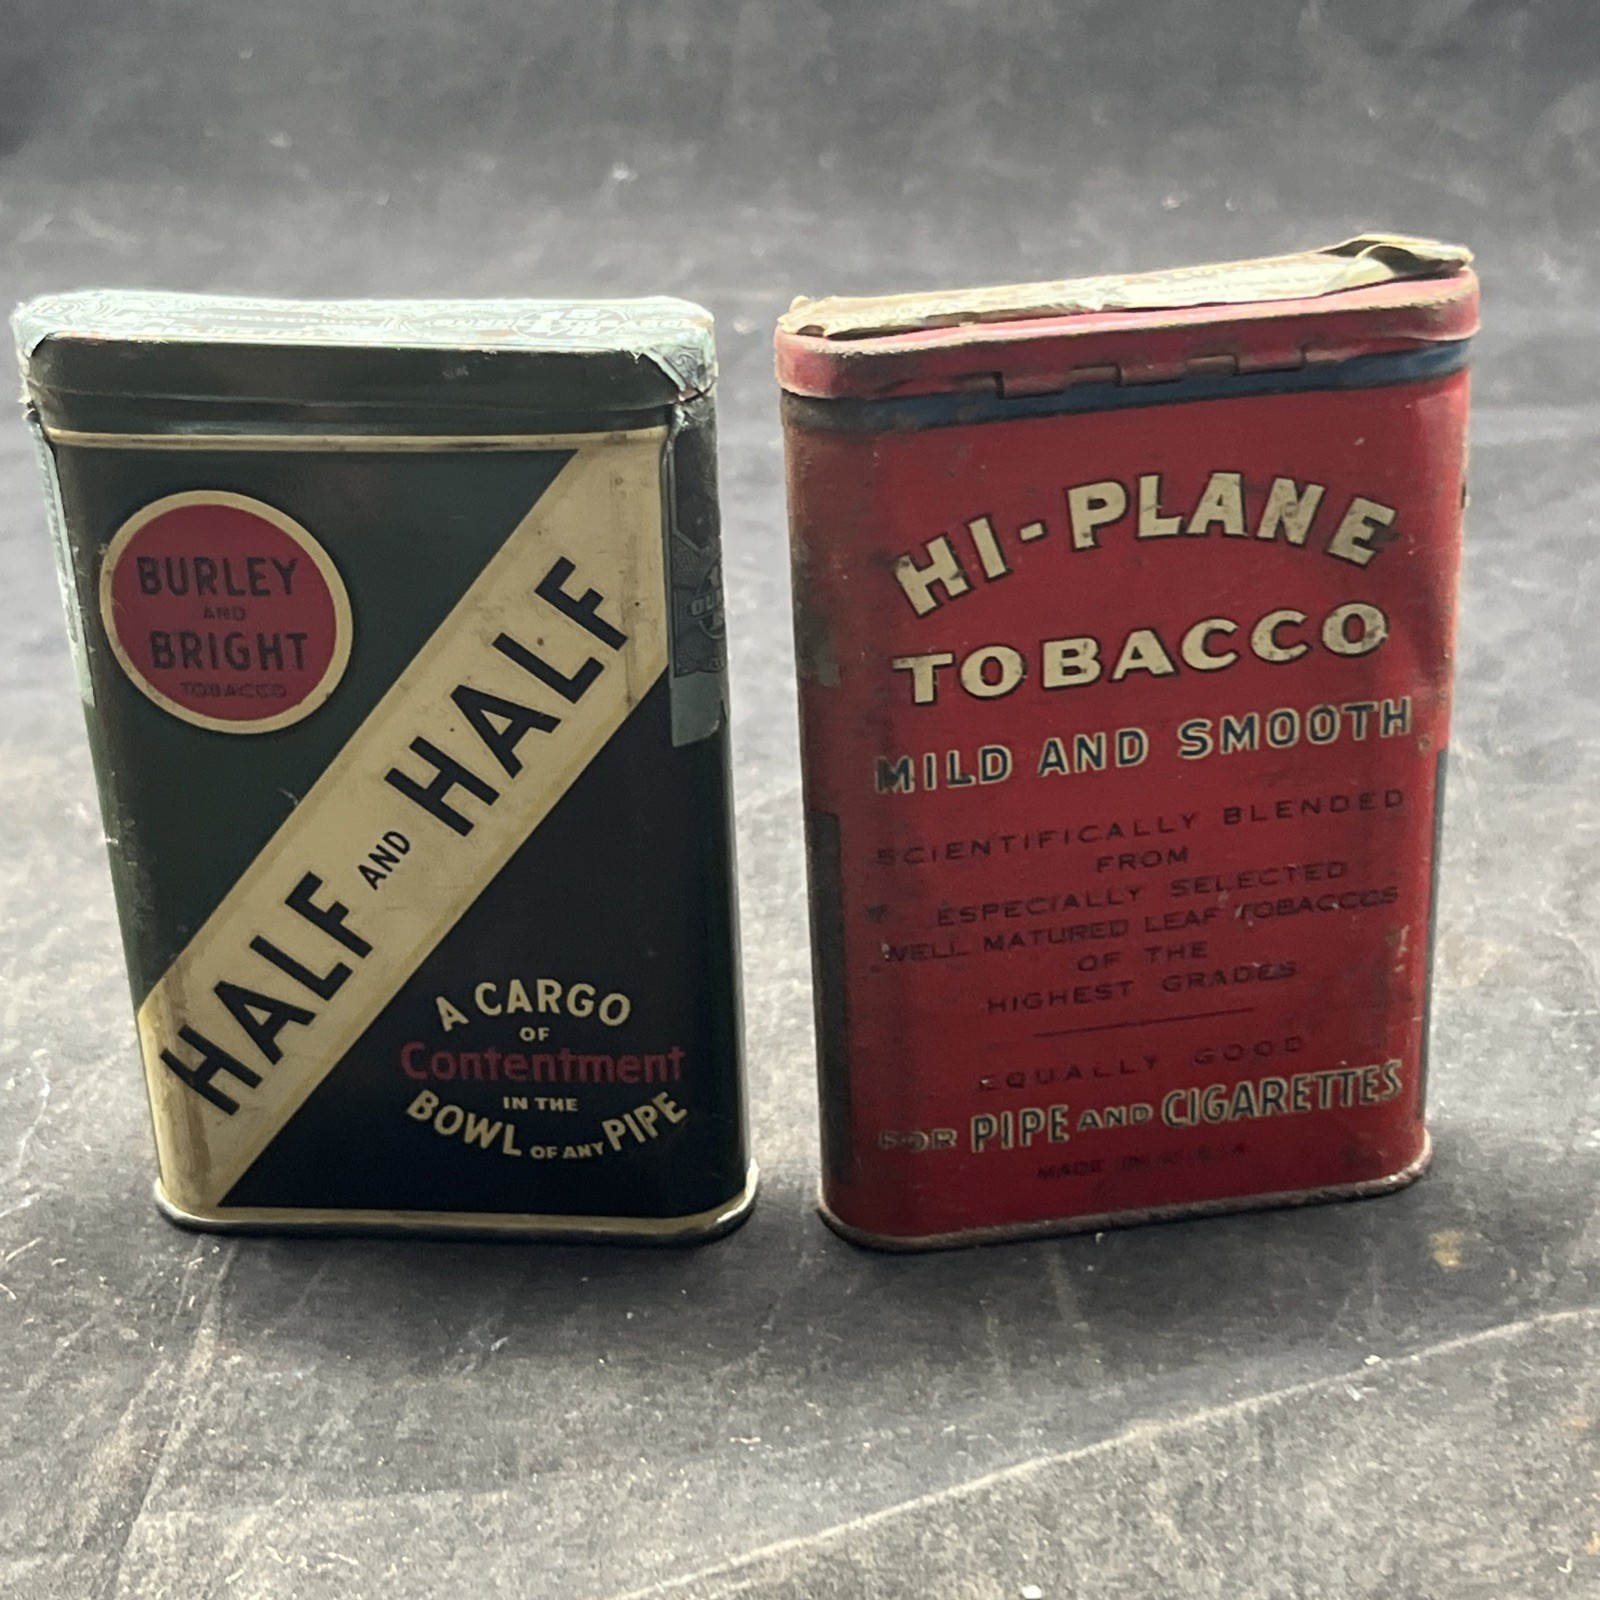 BURLEY
AND
BRIGHT
TOBACCO
HALF AND HALF
A CARGO
OF
Contentment
IN THE
BOWL OF ANY PIPE
HI-PLANE
TOBACCO
MILD AND SMOOTH
SCIENTIFICALLY BLENDED
FROM
ESPECIALLY SELECTED
WELL MATURED LEAF TOBACCOS
OF THE
HIGHEST GRADES
EQUALLY GOOD
FOR PIPE AND CIGARETTES
MADE IN U.S.A